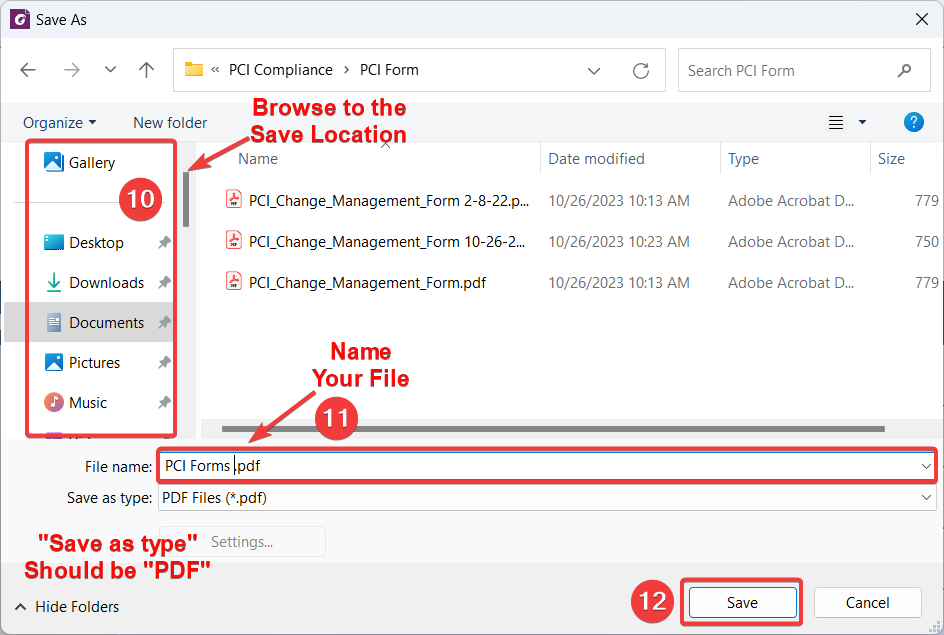 Save As
« PCI Compliance > PCI Form
Search PCI Form
Organize
New folder
?
Browse to the
Save Location
Name
Date modified
Type
Size
Gallery
10
Desktop
Downloads
Documents
Pictures
Music
PCI_Change_Management_Form 2-8-22.p... 10/26/2023 10:13 AM Adobe Acrobat D... 779
PCI_Change_Management_Form 10-26-2... 10/26/2023 10:23 AM Adobe Acrobat D... 750
PCI_Change_Management_Form.pdf 10/26/2023 10:13 AM Adobe Acrobat D... 779
Name
Your File
11
File name: PCI Forms .pdf
Save as type: PDF Files (*.pdf)
Settings...
"Save as type"
Should be "PDF"
Hide Folders
12
Save
Cancel